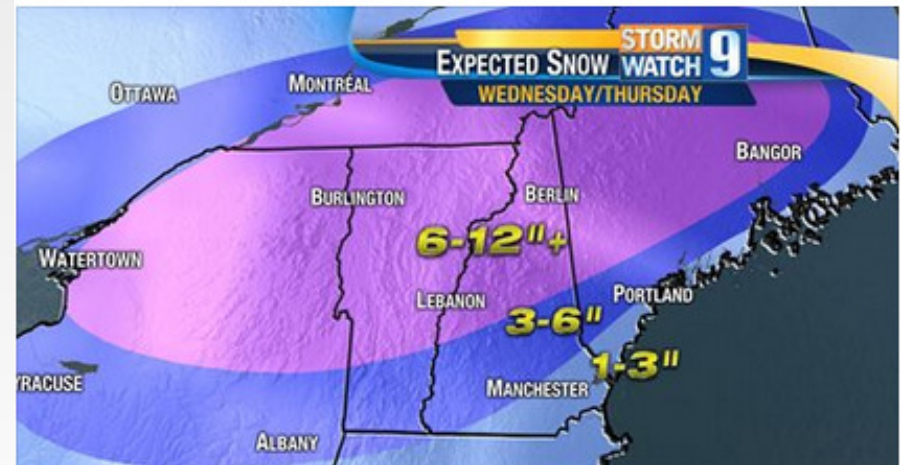 STORM
WATCH 9
EXPECTED SNOW
WEDNESDAY/THURSDAY
OTTAWA
MONTRÉAL
BANGOR
BURLINGTON
BERLIN
6-12"+
WATERTOWN
LEBANON
PORTLAND
3-6"
1-3"
YRACUSE
MANCHESTER
ALBANY